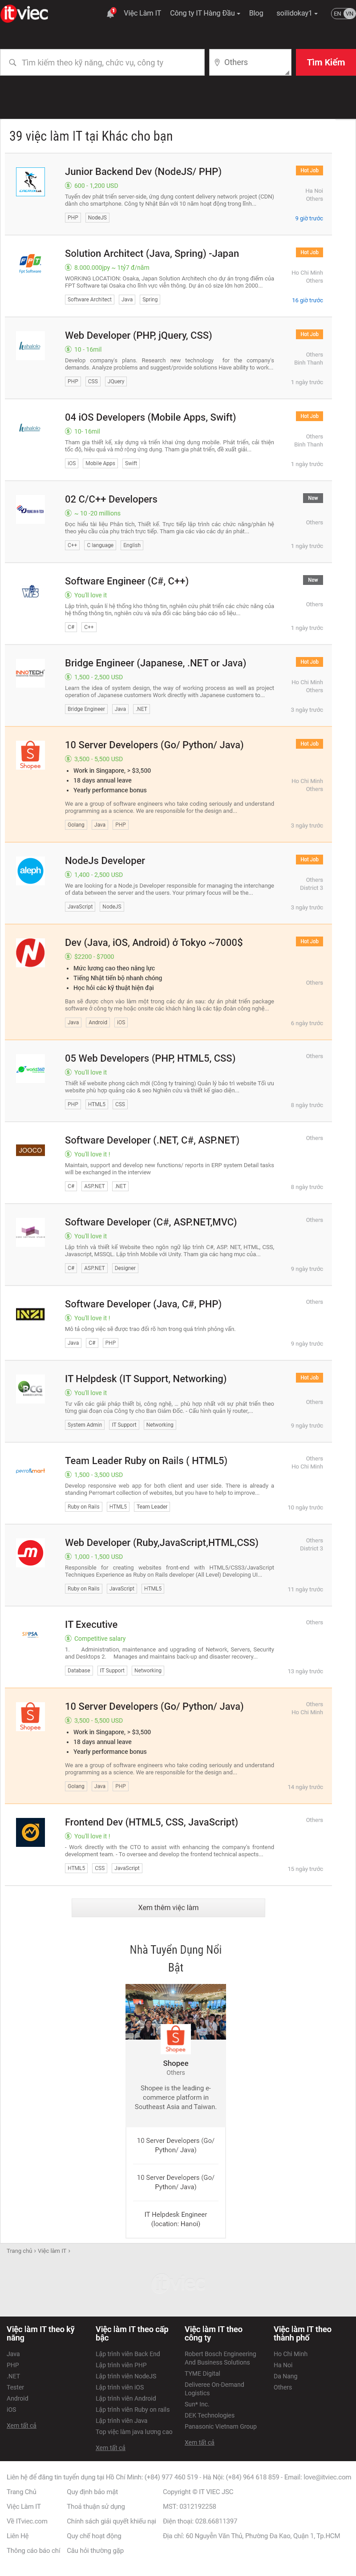 itviec
1
Việc Làm IT
Công ty IT Hàng Đầu
Blog
soilidokay1
EN VN
Tìm kiếm theo kỹ năng, chức vụ, công ty
Others
Tìm Kiếm
39 việc làm IT tại Khác cho bạn
Junior Backend Dev (NodeJS/ PHP)
Hot Job
600 - 1,200 USD
Ha Noi
Others
Tuyển dev phát triển server-side, ứng dụng content delivery network project (CDN) dành cho smartphone. Công ty Nhật Bản với 10 năm hoạt động trong lĩnh...
PHP NodeJS
9 giờ trước
Solution Architect (Java, Spring) -Japan
Hot Job
8.000.000jpy ~ 1tỷ7 đ/năm
Ho Chi Minh
Others
WORKING LOCATION: Osaka, Japan Solution Architect cho dự án trọng điểm của FPT Software tại Osaka cho lĩnh vực viễn thông. Dự án có size lớn hơn 2000...
Software Architect Java Spring
16 giờ trước
Web Developer (PHP, jQuery, CSS)
Hot Job
10 - 16mil
Others
Binh Thanh
Develop company's plans. Research new technology for the company's demands. Analyze problems and suggest/provide solutions Have ability to work...
PHP CSS JQuery
1 ngày trước
04 iOS Developers (Mobile Apps, Swift)
Hot Job
10- 16mil
Others
Binh Thanh
Tham gia thiết kế, xây dựng và triển khai ứng dụng mobile. Phát triển, cải thiện tốc độ, hiệu quả và mở rộng ứng dụng. Tham gia phát triển, đề xuất giải...
iOS Mobile Apps Swift
1 ngày trước
02 C/C++ Developers
New
~ 10 -20 millions
Others
Đọc hiểu tài liệu Phân tích, Thiết kế. Trực tiếp lập trình các chức năng/phân hệ theo yêu cầu của phụ trách trực tiếp. Tham gia các vào các dự án phát...
C++ C language English
1 ngày trước
Software Engineer (C#, C++)
New
You'll love it
Others
Lập trình, quản lí hệ thống kho thông tin, nghiên cứu phát triển các chức năng của hệ thống thông tin, nghiên cứu và sửa đổi các bảng báo cáo số liệu...
C# C++
1 ngày trước
INNOTECH
Bridge Engineer (Japanese, .NET or Java)
Hot Job
1,500 - 2,500 USD
Ho Chi Minh
Others
Learn the idea of system design, the way of working process as well as project operation of Japanese customers Work directly with Japanese customers to...
Bridge Engineer Java .NET
3 ngày trước
Shopee
10 Server Developers (Go/ Python/ Java)
Hot Job
3,500 - 5,500 USD
Work in Singapore, > $3,500
18 days annual leave
Yearly performance bonus
Ho Chi Minh
Others
We are a group of software engineers who take coding seriously and understand programming as a science. We are responsible for the design and...
Golang Java PHP
3 ngày trước
aleph
NodeJs Developer
Hot Job
1,400 - 2,500 USD
Others
District 3
We are looking for a Node.js Developer responsible for managing the interchange of data between the server and the users. Your primary focus will be the...
JavaScript NodeJS
3 ngày trước
Dev (Java, iOS, Android) ở Tokyo ~7000$
Hot Job
$2200 - $7000
Mức lương cao theo năng lực
Tiếng Nhật tiến bộ nhanh chóng
Học hỏi các kỹ thuật hiện đại
Others
Bạn sẽ được chọn vào làm một trong các dự án sau: dự án phát triển package software ở công ty mẹ hoặc onsite các khách hàng là các tập đoàn công nghệ...
Java Android iOS
6 ngày trước
05 Web Developers (PHP, HTML5, CSS)
Others
You'll love it
Thiết kế website phong cách mới (Công ty training) Quản lý bảo trì website Tối ưu website phù hợp quảng cáo & seo Nghiên cứu và thiết kế giao diện...
PHP HTML5 CSS
8 ngày trước
JOOCO
Software Developer (.NET, C#, ASP.NET)
Others
You'll love it !
Maintain, support and develop new functions/ reports in ERP system Detail tasks will be exchanged in the interview
C# ASP.NET .NET
8 ngày trước
Software Developer (C#, ASP.NET,MVC)
Others
You'll love it
Lập trình và thiết kế Website theo ngôn ngữ lập trình C#, ASP. NET, HTML, CSS, Javascript, MSSQL. Lập trình Mobile với Unity. Tham gia các hạng mục của...
C# ASP.NET Designer
9 ngày trước
INZI
Software Developer (Java, C#, PHP)
Others
You'll love it !
Mô tả công việc sẽ được trao đổi rõ hơn trong quá trình phỏng vấn.
Java C# PHP
9 ngày trước
PCG
IT Helpdesk (IT Support, Networking)
Hot Job
You'll love it
Others
Tư vấn các giải pháp thiết bị, công nghệ, … phù hợp nhất với sự phát triển theo từng giai đoạn của Công ty cho Ban Giám Đốc. - Cấu hình quản lý router,...
System Admin IT Support Networking
9 ngày trước
perro&mart
Team Leader Ruby on Rails ( HTML5)
Others
Ho Chi Minh
1,500 - 3,500 USD
Develop responsive web app for both client and user side. There is already a standing Perromart collection of websites, but you have to help to improve...
Ruby on Rails HTML5 Team Leader
10 ngày trước
Web Developer (Ruby,JavaScript,HTML,CSS)
Others
District 3
1,000 - 1,500 USD
Responsible for creating websites front-end with HTML5/CSS3/JavaScript Techniques Experience as Ruby on Rails developer (All Level) Developing UI...
Ruby on Rails JavaScript HTML5
11 ngày trước
IT Executive
Others
Competitive salary
1. Administration, maintenance and upgrading of Network, Servers, Security and Desktops 2. Manages and maintains back-up and disaster recovery...
Database IT Support Networking
13 ngày trước
Shopee
10 Server Developers (Go/ Python/ Java)
Others
Ho Chi Minh
3,500 - 5,500 USD
Work in Singapore, > $3,500
18 days annual leave
Yearly performance bonus
We are a group of software engineers who take coding seriously and understand programming as a science. We are responsible for the design and...
Golang Java PHP
14 ngày trước
Frontend Dev (HTML5, CSS, JavaScript)
Others
You'll love it !
- Work directly with the CTO to assist with enhancing the company's frontend development team. - To oversee and develop the frontend technical aspects...
HTML5 CSS JavaScript
15 ngày trước
Xem thêm việc làm
Nhà Tuyển Dụng Nổi
Bật
Shopee
Shopee
Others
Shopee is the leading e-
commerce platform in
Southeast Asia and Taiwan.
10 Server Developers (Go/
Python/ Java)
10 Server Developers (Go/
Python/ Java)
IT Helpdesk Engineer
(location: Hanoi)
Trang chủ › Việc làm IT ›
Việc làm IT theo kỹ năng
Java
PHP
.NET
Tester
Android
iOS
Xem tất cả
Việc làm IT theo cấp bậc
Lập trình viên Back End
Lập trình viên PHP
Lập trình viên NodeJS
Lập trình viên iOS
Lập trình viên Android
Lập trình viên Ruby on rails
Lập trình viên Java
Top việc làm java lương cao
Xem tất cả
Việc làm IT theo công ty
Robert Bosch Engineering And Business Solutions
TYME Digital
Deliveree On-Demand Logistics
Sun* Inc.
DEK Technologies
Panasonic Vietnam Group
Xem tất cả
Việc làm IT theo thành phố
Ho Chi Minh
Ha Noi
Da Nang
Others
Liên hệ để đăng tin tuyển dụng tại Hồ Chí Minh: (+84) 977 460 519 - Hà Nội: (+84) 964 618 859 - Email: love@itviec.com
Trang Chủ
Việc Làm IT
Về ITviec.com
Liên Hệ
Thông cáo báo chí
Quy định bảo mật
Thoả thuận sử dụng
Chính sách giải quyết khiếu nại
Quy chế hoạt động
Câu hỏi thường gặp
Copyright © IT VIEC JSC
MST: 0312192258
Điện thoại: 028.66811397
Địa chỉ: 60 Nguyễn Văn Thủ, Phường Đa Kao, Quận 1, Tp.HCM